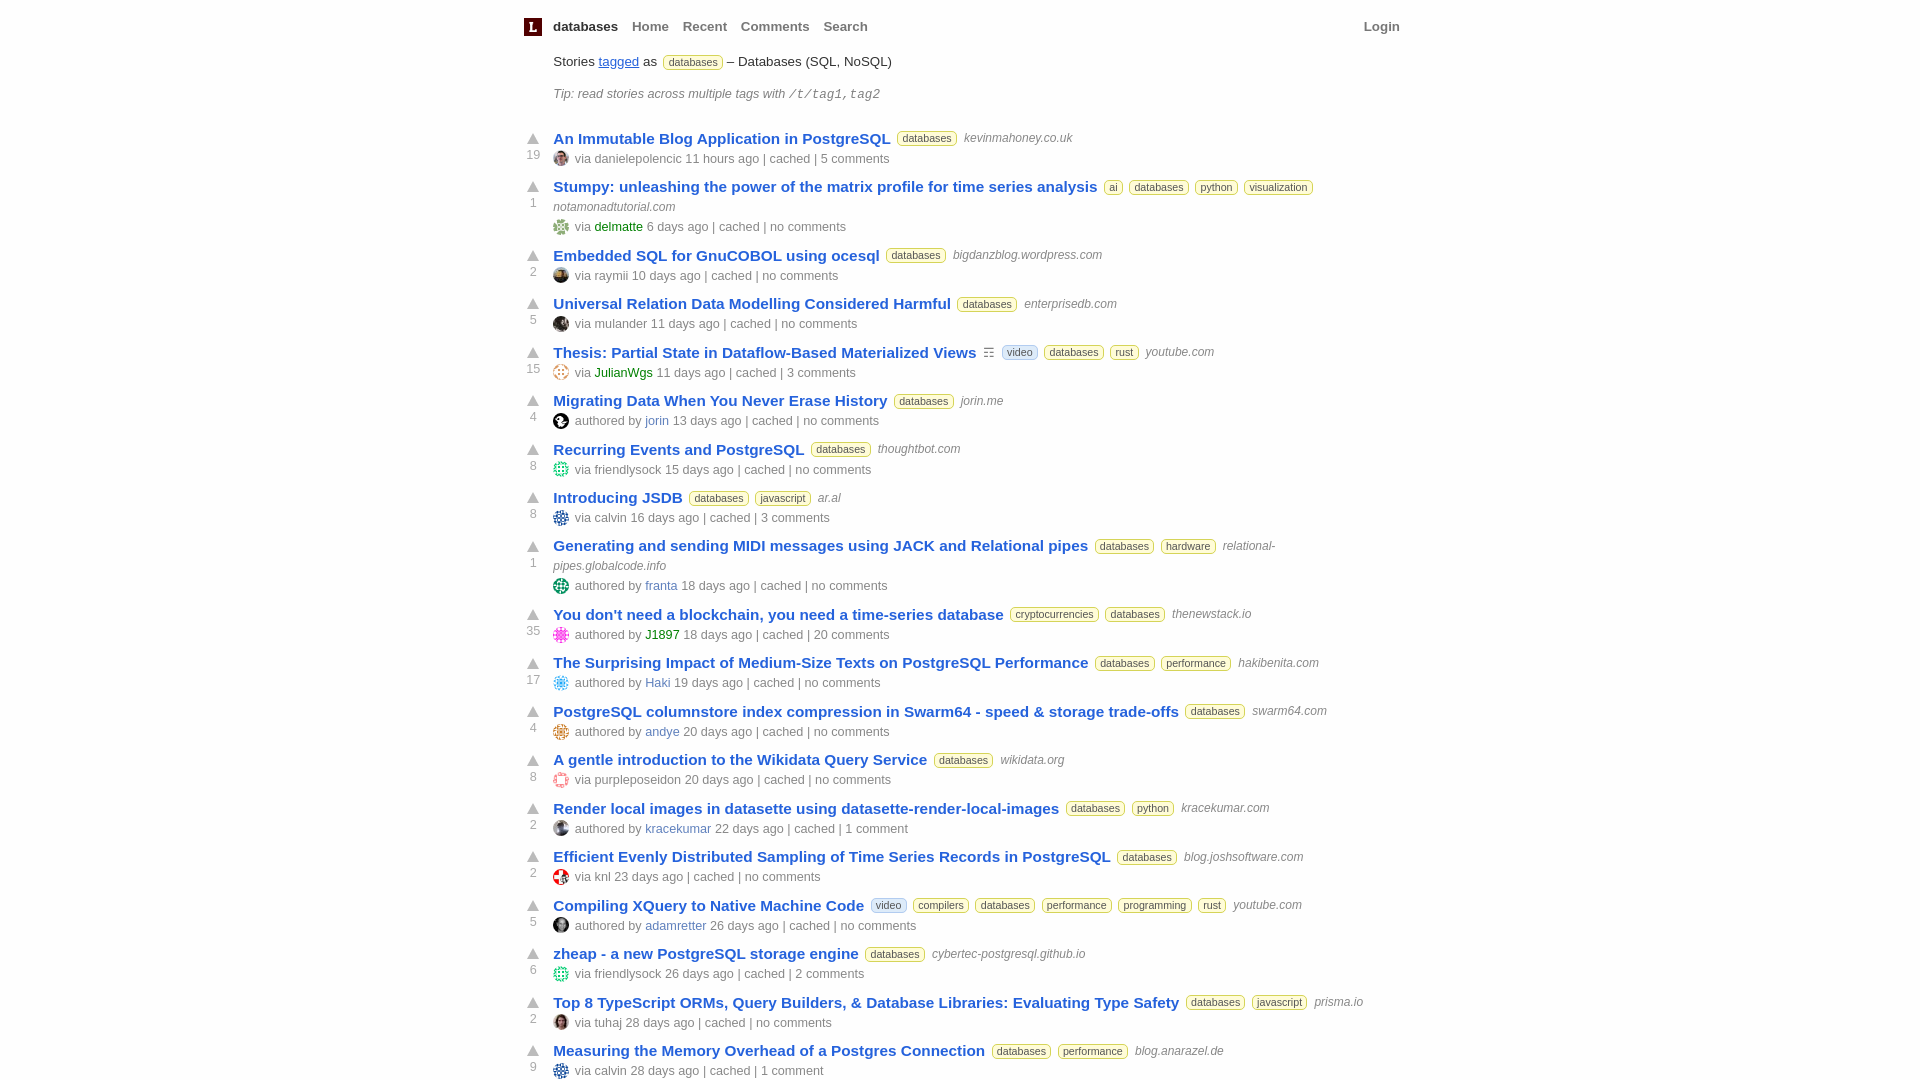 L databases Home Recent Comments Search Login
Stories tagged as databases – Databases (SQL, NoSQL)
Tip: read stories across multiple tags with /t/tag1,tag2
An Immutable Blog Application in PostgreSQL databases kevinmahoney.co.uk
19 via danielepolencic 11 hours ago | cached | 5 comments
Stumpy: unleashing the power of the matrix profile for time series analysis ai databases python visualization
1 notamonadtutorial.com
via delmatte 6 days ago | cached | no comments
Embedded SQL for GnuCOBOL using ocesql databases bigdanzblog.wordpress.com
2 via raymii 10 days ago | cached | no comments
Universal Relation Data Modelling Considered Harmful databases enterprisedb.com
5 via mulander 11 days ago | cached | no comments
Thesis: Partial State in Dataflow-Based Materialized Views ☶ video databases rust youtube.com
15 via JulianWgs 11 days ago | cached | 3 comments
Migrating Data When You Never Erase History databases jorin.me
4 authored by jorin 13 days ago | cached | no comments
Recurring Events and PostgreSQL databases thoughtbot.com
8 via friendlysock 15 days ago | cached | no comments
Introducing JSDB databases javascript ar.al
8 via calvin 16 days ago | cached | 3 comments
Generating and sending MIDI messages using JACK and Relational pipes databases hardware relational-
1 pipes.globalcode.info
authored by franta 18 days ago | cached | no comments
You don't need a blockchain, you need a time-series database cryptocurrencies databases thenewstack.io
35 authored by J1897 18 days ago | cached | 20 comments
The Surprising Impact of Medium-Size Texts on PostgreSQL Performance databases performance hakibenita.com
17 authored by Haki 19 days ago | cached | no comments
PostgreSQL columnstore index compression in Swarm64 - speed & storage trade-offs databases swarm64.com
4 authored by andye 20 days ago | cached | no comments
A gentle introduction to the Wikidata Query Service databases wikidata.org
8 via purpleposeidon 20 days ago | cached | no comments
Render local images in datasette using datasette-render-local-images databases python kracekumar.com
2 authored by kracekumar 22 days ago | cached | 1 comment
Efficient Evenly Distributed Sampling of Time Series Records in PostgreSQL databases blog.joshsoftware.com
2 via knl 23 days ago | cached | no comments
Compiling XQuery to Native Machine Code video compilers databases performance programming rust youtube.com
5 authored by adamretter 26 days ago | cached | no comments
zheap - a new PostgreSQL storage engine databases cybertec-postgresql.github.io
6 via friendlysock 26 days ago | cached | 2 comments
Top 8 TypeScript ORMs, Query Builders, & Database Libraries: Evaluating Type Safety databases javascript prisma.io
2 via tuhaj 28 days ago | cached | no comments
Measuring the Memory Overhead of a Postgres Connection databases performance blog.anarazel.de
9 via calvin 28 days ago | cached | 1 comment